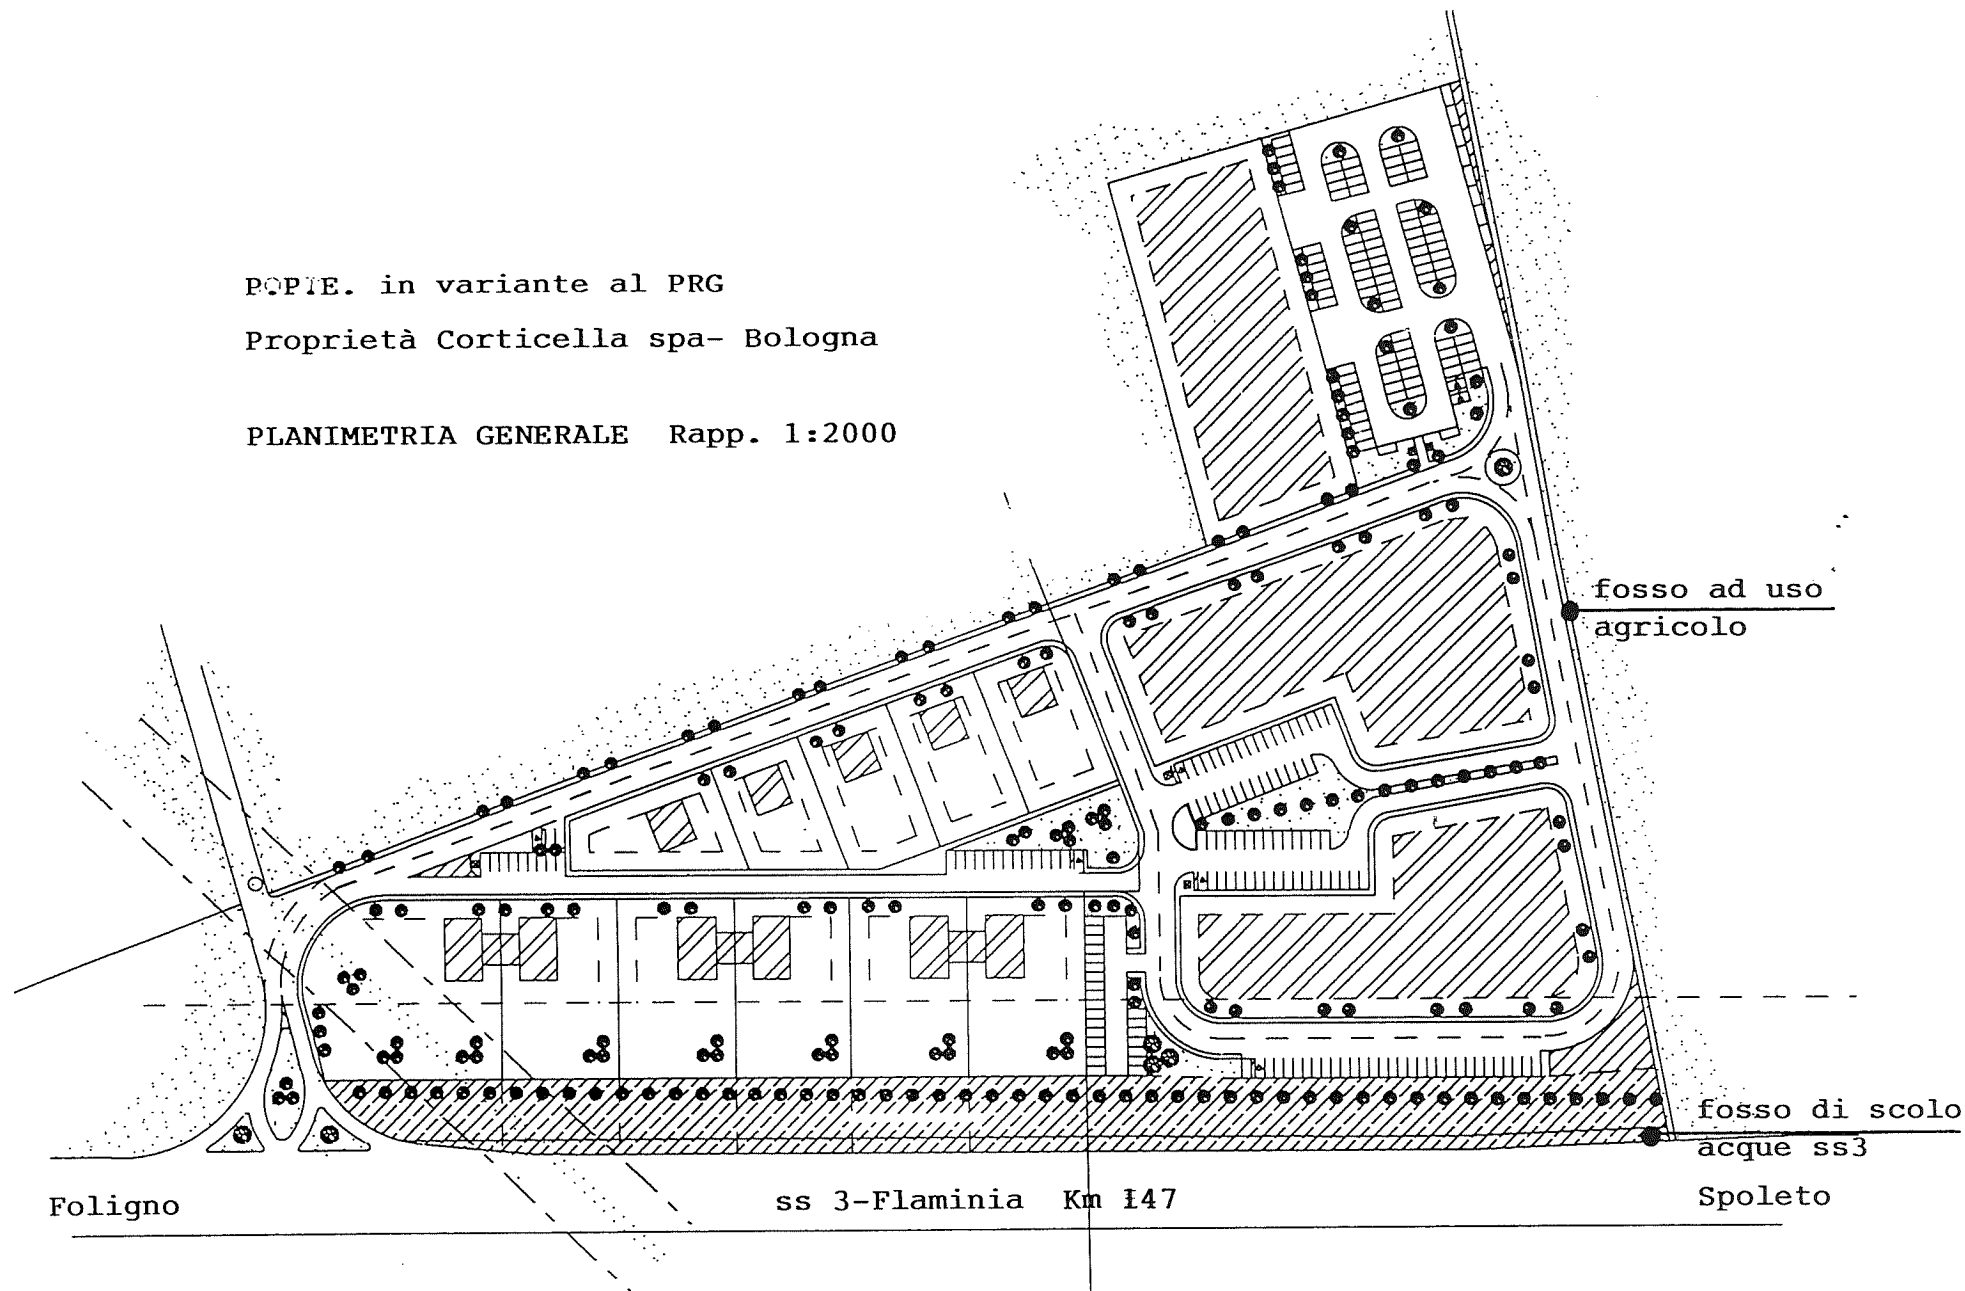 POPIE. in variante al PRG
Proprietà Corticella spa- Bologna
PLANIMETRIA GENERALE Rapp. 1:2000
fosso ad uso
agricolo
fosso di scolo
acque ss3
Foligno
ss 3-Flaminia Km 147
Spoleto